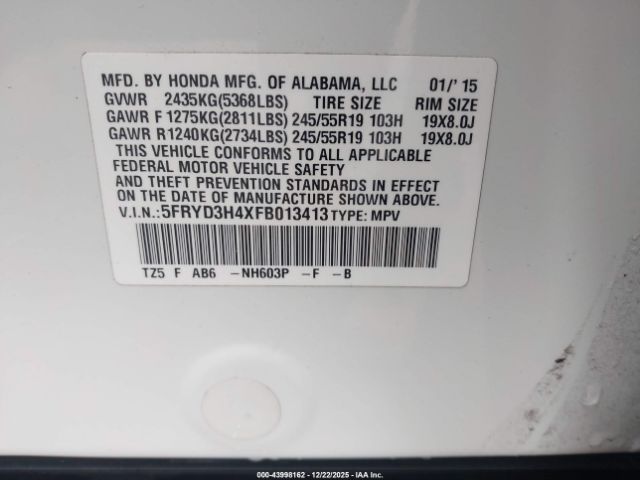 MFD. BY HONDA MFG. OF ALABAMA, LLC 01/' 15
GVWR 2435KG(5368LBS) TIRE SIZE RIM SIZE
GAWR F 1275KG(2811LBS) 245/55R19 103H 19X8.0J
GAWR R1240KG(2734LBS) 245/55R19 103H 19X8.0J
THIS VEHICLE CONFORMS TO ALL APPLICABLE
FEDERAL MOTOR VEHICLE SAFETY
AND THEFT PREVENTION STANDARDS IN EFFECT
ON THE DATE OF MANUFACTURE SHOWN ABOVE.
V.I.N.:5FRYD3H4XFB013413 TYPE: MPV
TZ5 F AB6 -NH603P -F -B
000-43998162 - 12/22/2025 - IAA Inc.